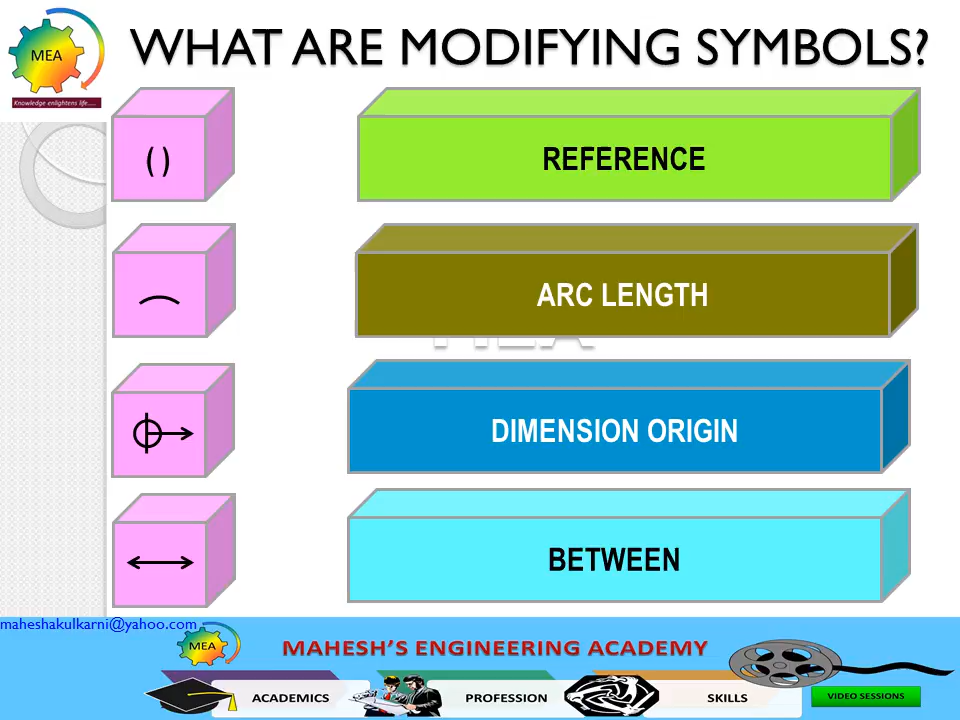 MEA
Knowledge enlightens life.....
WHAT ARE MODIFYING SYMBOLS?
( )
REFERENCE
ARC LENGTH
MEA
DIMENSION ORIGIN
BETWEEN
maheshakulkarni@yahoo.com
MEA
MAHESH'S ENGINEERING ACADEMY
ACADEMICS
PROFESSION
SKILLS
VIDEO SESSIONS